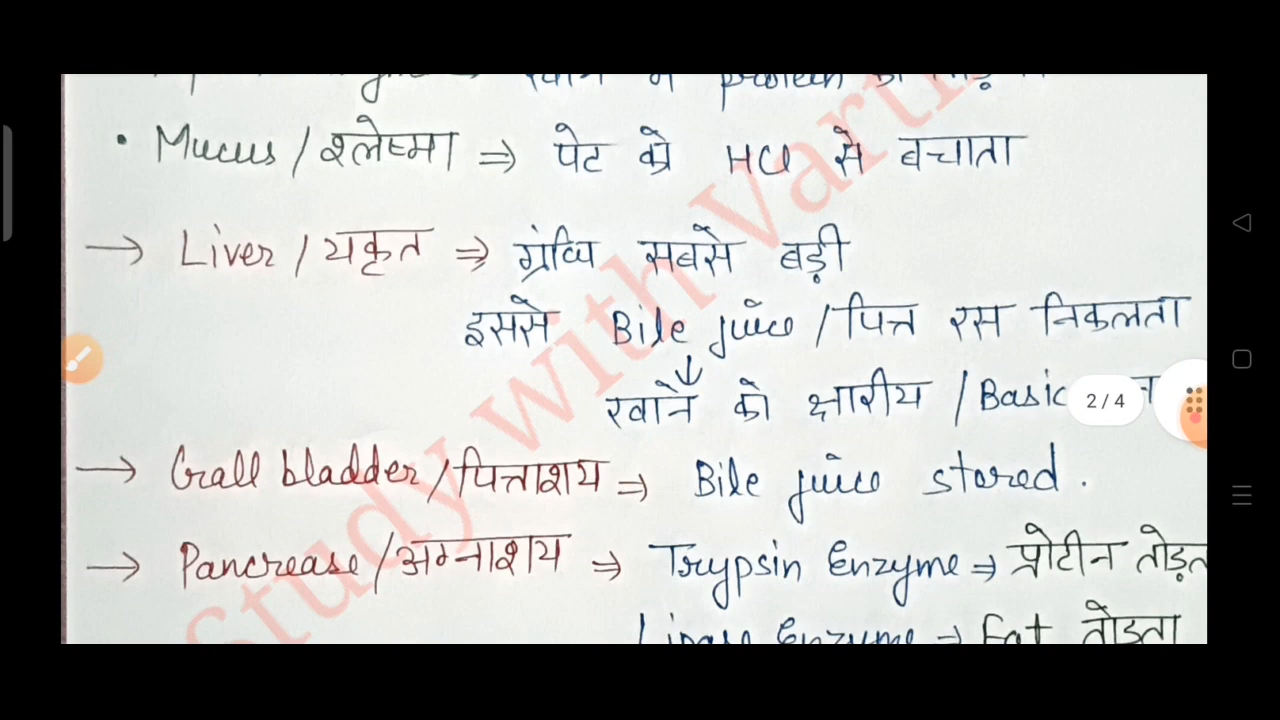 खाने में protein को
• Mucus / श्लेष्मा ⇒ पेट को HCl से बचाता
→ Liver / यकृत ⇒ ग्रंथि सबसे बड़ी
इससे Bile juice / पित्त रस निकलता
↓
खाने को क्षारीय / Basic
2/4
→ Gall bladder / पित्ताशय ⇒ Bile juice stored.
→ Pancrease / अग्नाशय ⇒ Trypsin Enzyme ⇒ प्रोटीन तोड़त
Lipase Enzyme → Fat तोड़ता
Study with Varti